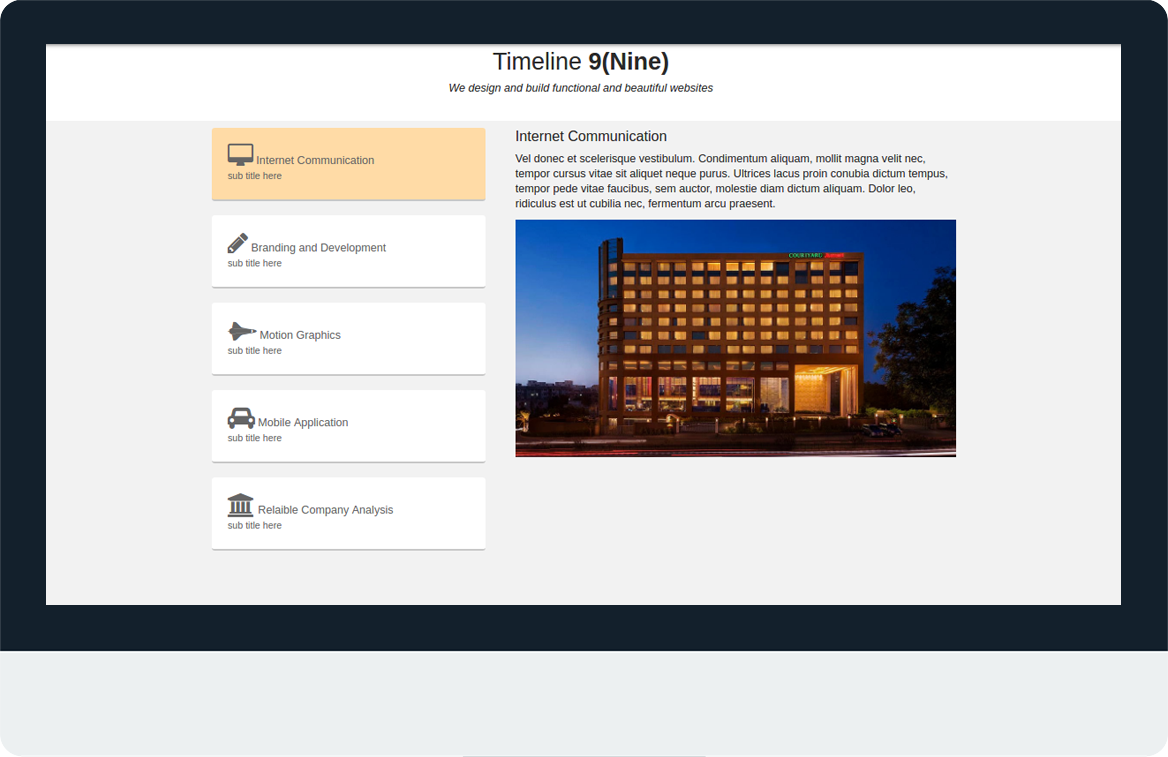 Timeline 9(Nine)
We design and build functional and beautiful websites
Internet Communication
sub title here
Branding and Development
sub title here
Motion Graphics
sub title here
Mobile Application
sub title here
Relaible Company Analysis
sub title here
Internet Communication
Vel donec et scelerisque vestibulum. Condimentum aliquam, mollit magna velit nec,
tempor cursus vitae sit aliquet neque purus. Ultrices lacus proin conubia dictum tempus,
tempor pede vitae faucibus, sem auctor, molestie diam dictum aliquam. Dolor leo,
ridiculus est ut cubilia nec, fermentum arcu praesent.
COURTYARD Marriott